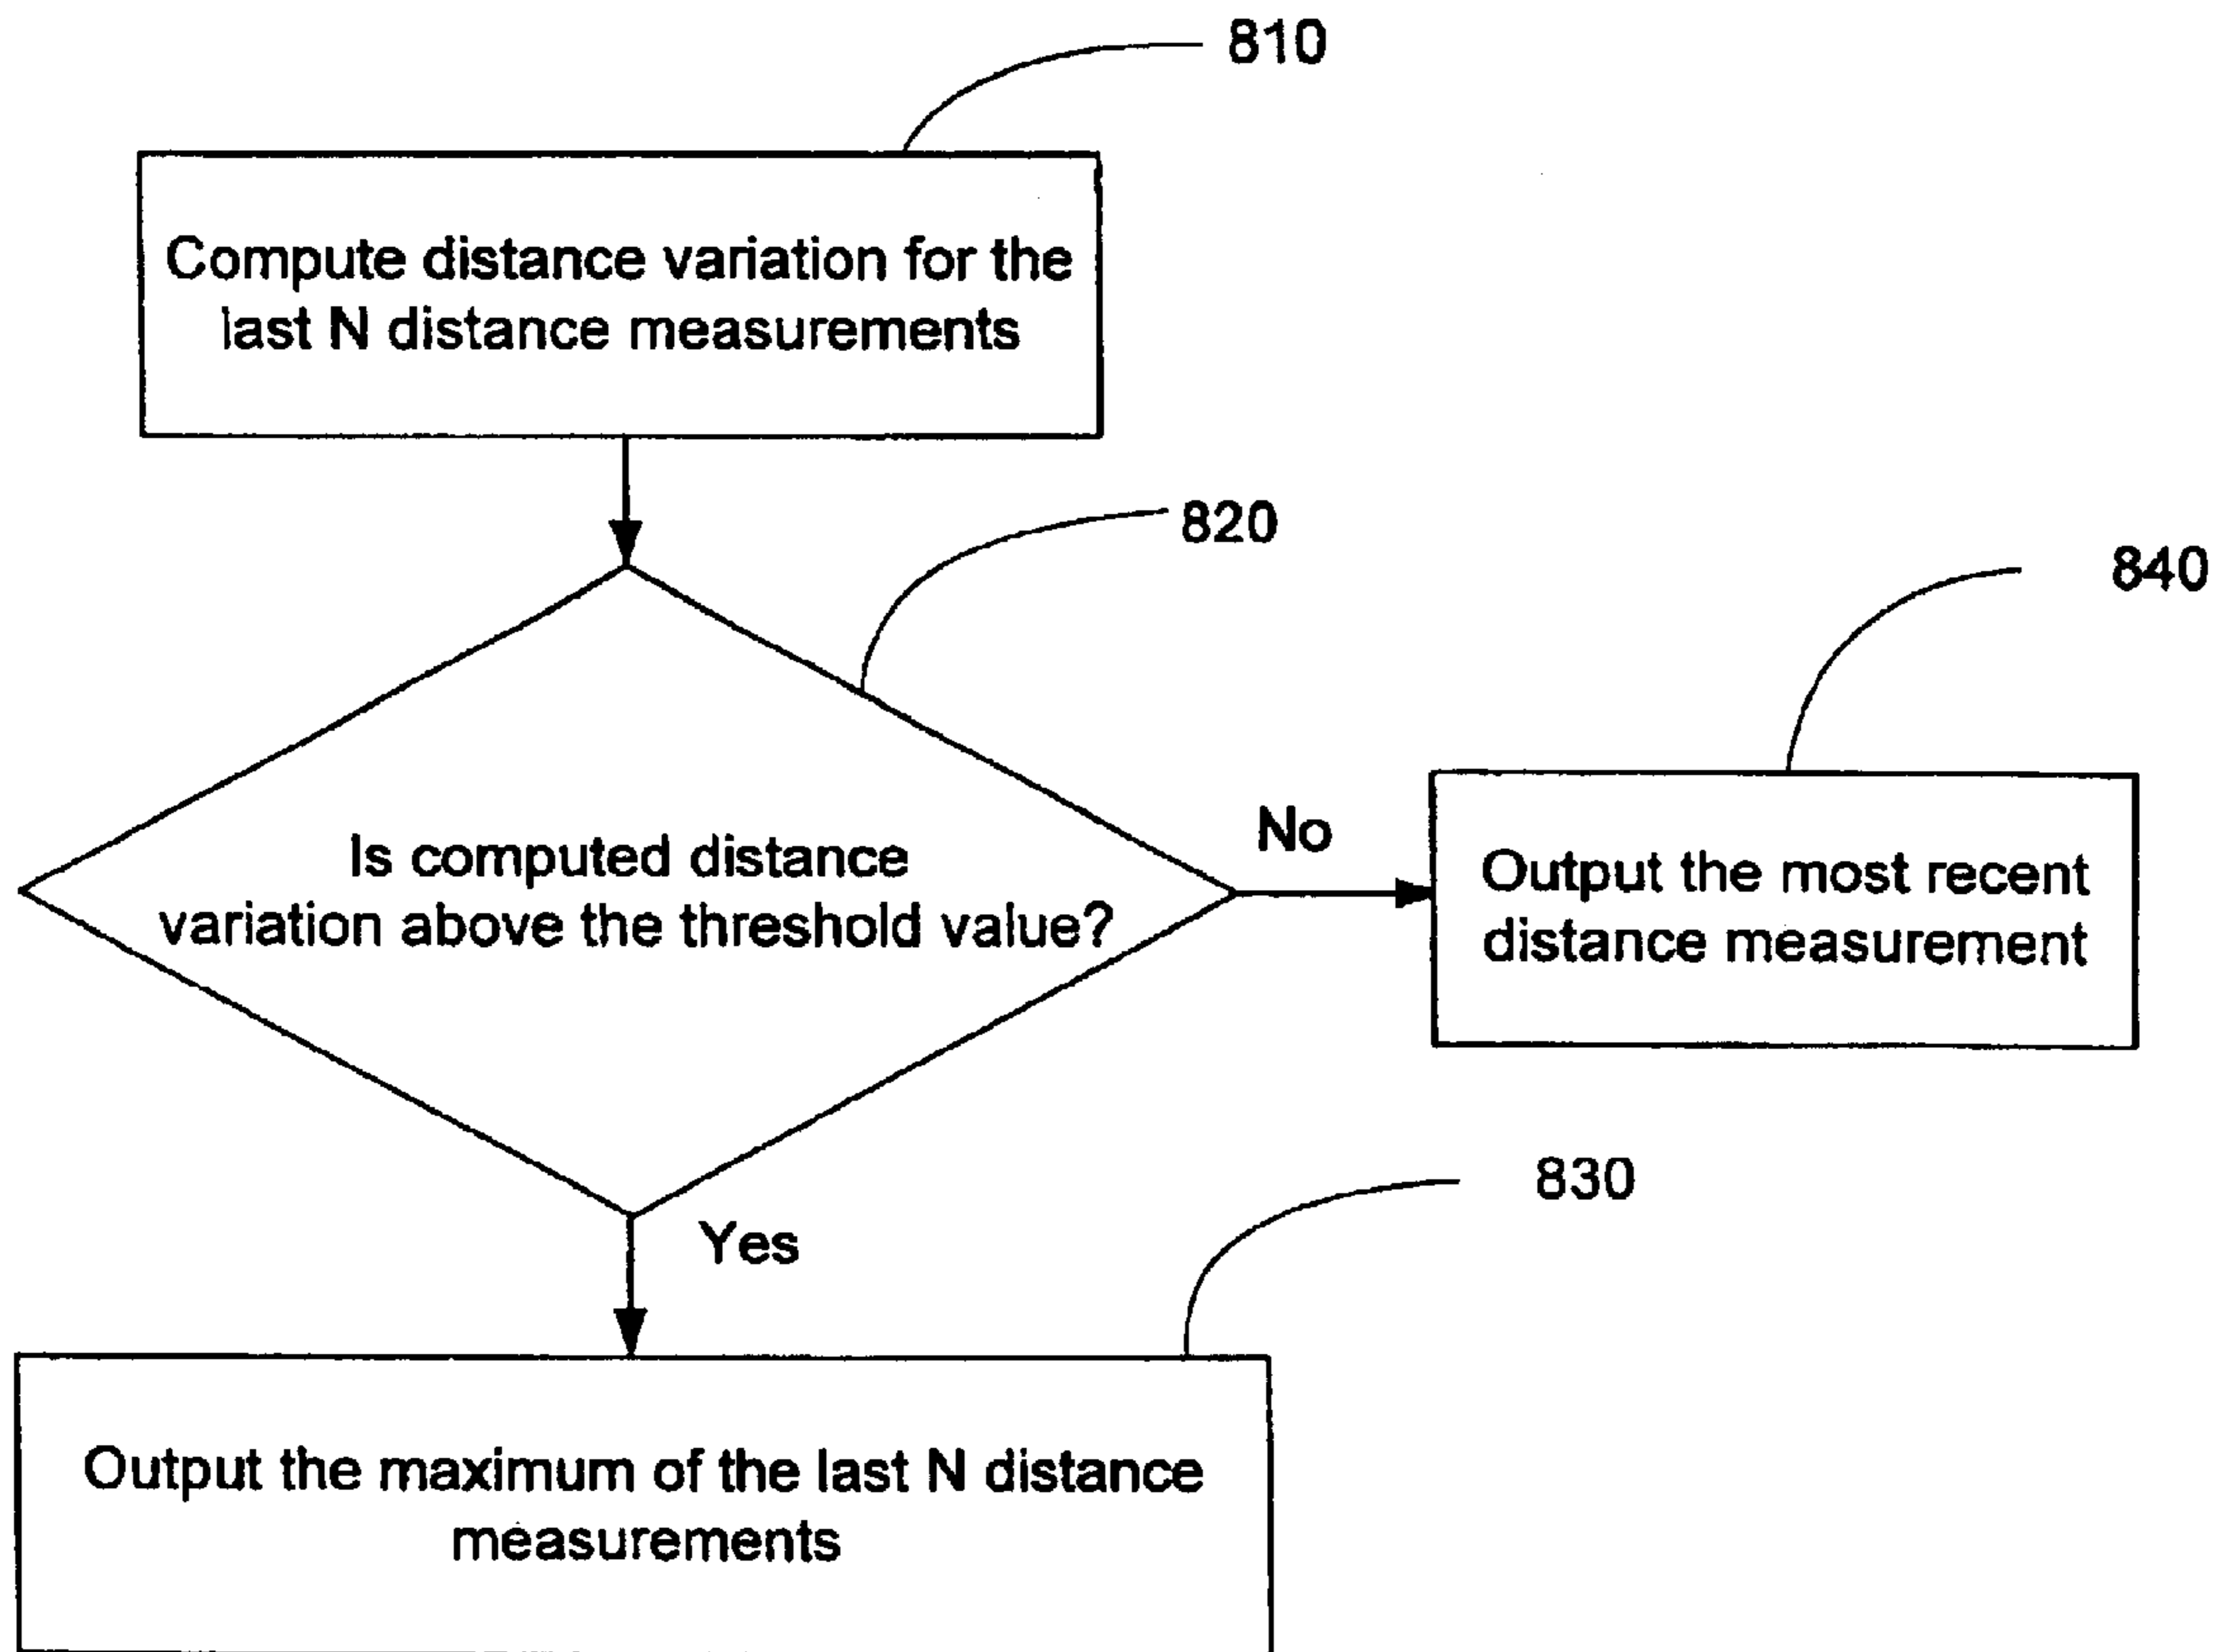 810
Compute distance variation for the
last N distance measurements
820
840
Is computed distance
variation above the threshold value?
No
Output the most recent
distance measurement
830
Yes
Output the maximum of the last N distance
measurements